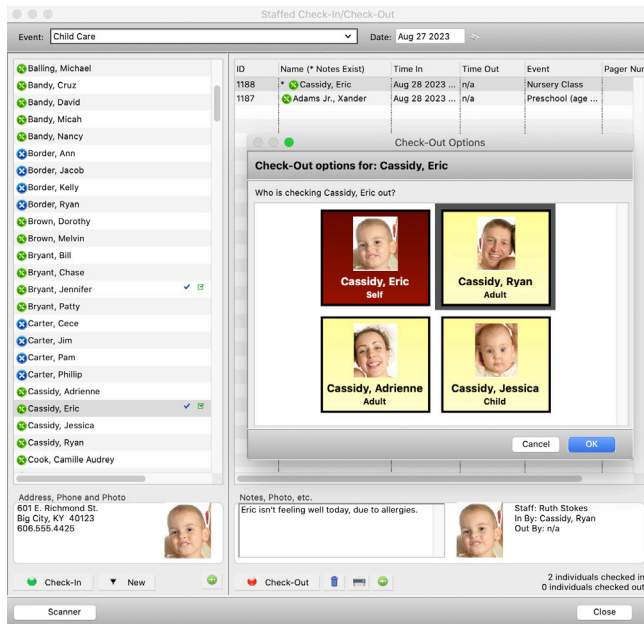 Staffed Check-In/Check-Out
Event: Child Care Date: Aug 27 2023
Balling, Michael
Bandy, Cruz
Bandy, David
Bandy, Micah
Bandy, Nancy
Border, Ann
Border, Jacob
Border, Kelly
Border, Ryan
Brown, Dorothy
Brown, Melvin
Bryant, Bill
Bryant, Chase
Bryant, Jennifer
Bryant, Patty
Carter, Cece
Carter, Jim
Carter, Pam
Carter, Phillip
Cassidy, Adrienne
Cassidy, Eric
Cassidy, Jessica
Cassidy, Ryan
Cook, Camille Audrey
Address, Phone and Photo
601 E. Richmond St.
Big City, KY 40123
606.555.4425
Check-In New
ID Name (* Notes Exist) Time In Time Out Event Pager Nur
1188 * Cassidy, Eric Aug 28 2023 ... n/a Nursery Class
1187 Adams Jr., Xander Aug 28 2023 ... n/a Preschool (age ...
Check-Out Options
Check-Out options for: Cassidy, Eric
Who is checking Cassidy, Eric out?
Cassidy, Eric
Self
Cassidy, Ryan
Adult
Cassidy, Adrienne
Adult
Cassidy, Jessica
Child
Cancel OK
Notes, Photo, etc.
Eric isn't feeling well today, due to allergies.
Staff: Ruth Stokes
In By: Cassidy, Ryan
Out By: n/a
Check-Out
2 individuals checked in
0 individuals checked out
Scanner Close